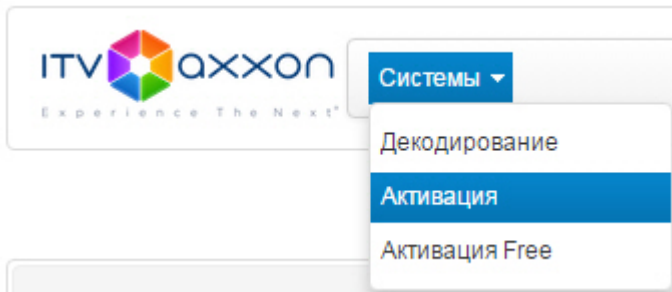 ITV AXXON
Experience The Next®
Системы
Декодирование
Активация
Активация Free